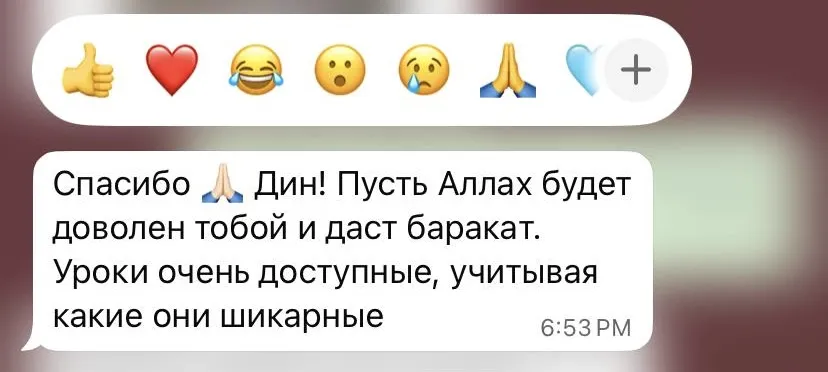 Спасибо 🙏🏻 Дин! Пусть Аллах будет
доволен тобой и даст баракат.
Уроки очень доступные, учитывая
какие они шикарные
6:53 PM